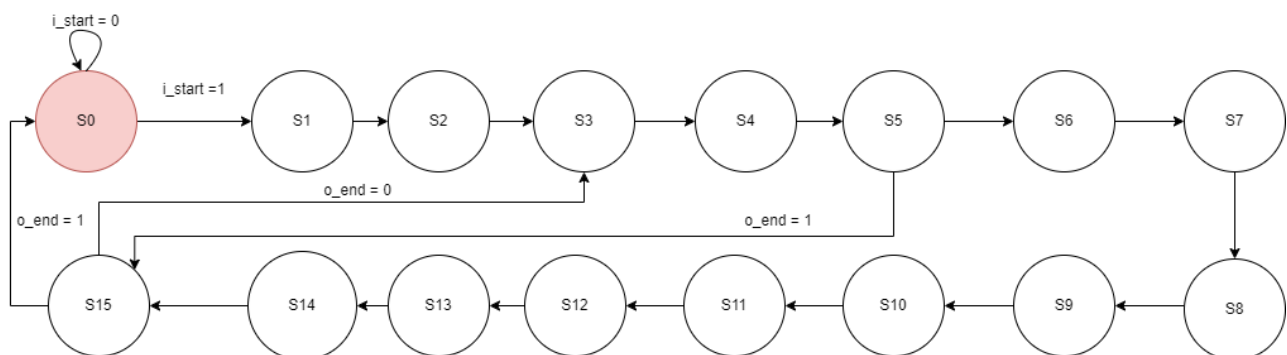 i_start = 0
S0
i_start =1
S1
S2
S3
S4
S5
S6
S7
o_end = 0
o_end = 1
o_end = 1
S15
S14
S13
S12
S11
S10
S9
S8